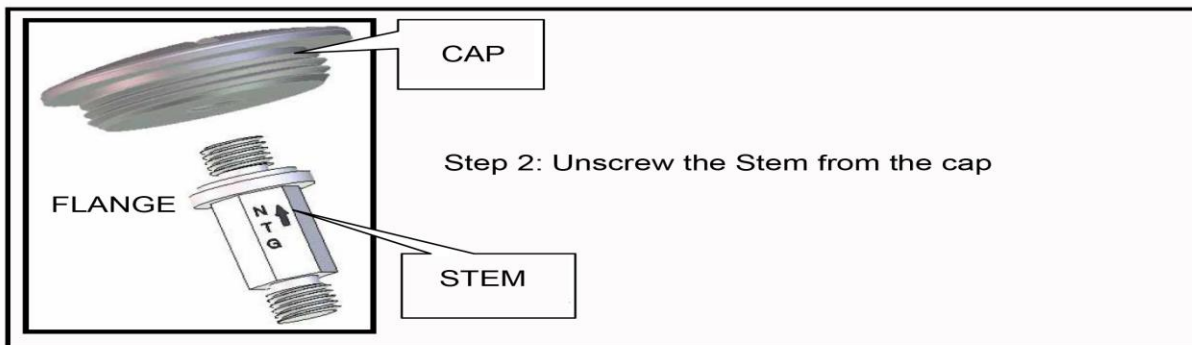 CAP
Step 2: Unscrew the Stem from the cap
FLANGE
N
T
G
STEM